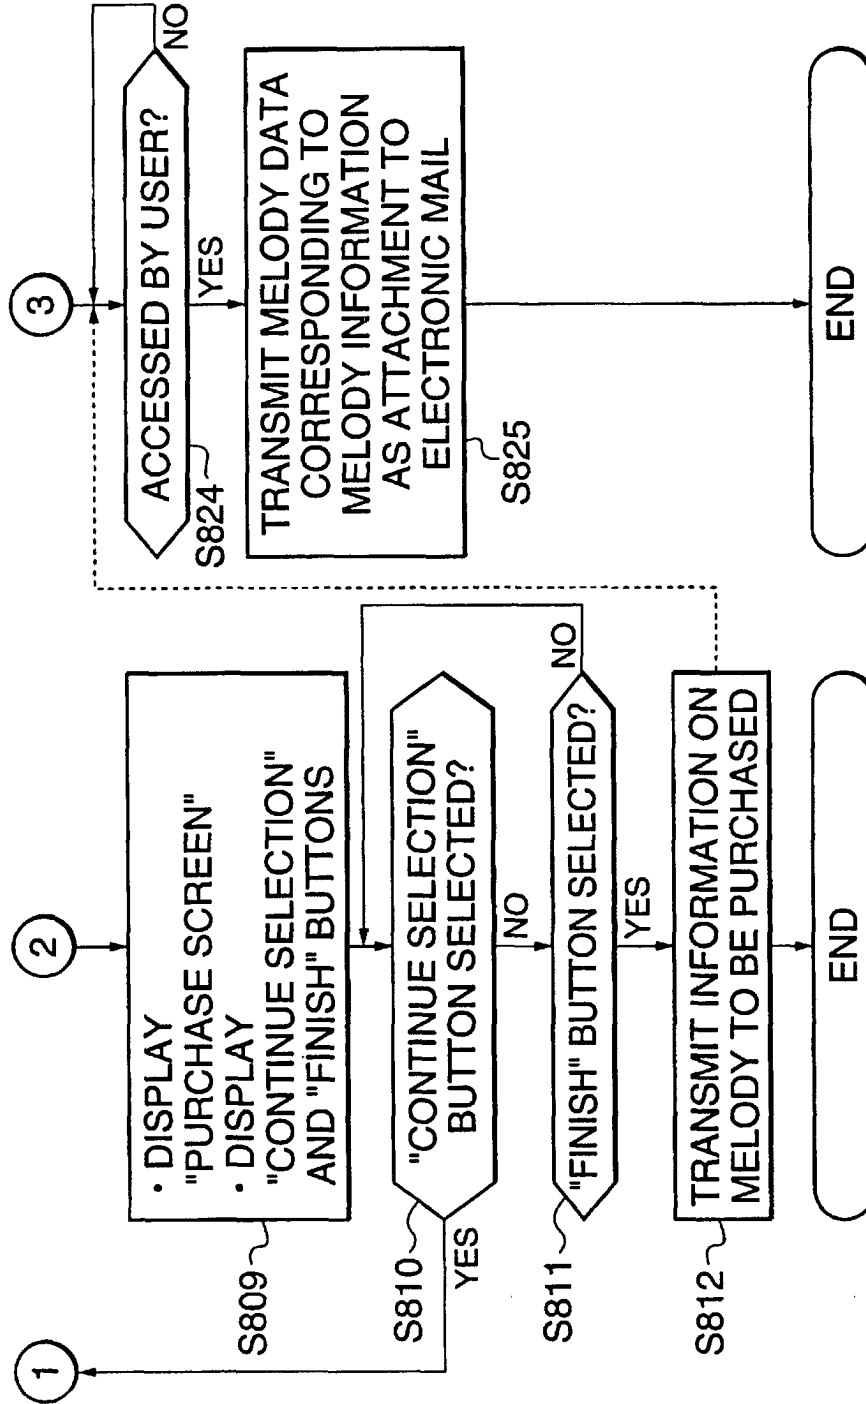 1
2
S809
• DISPLAY
"PURCHASE SCREEN"
• DISPLAY
"CONTINUE SELECTION"
AND "FINISH" BUTTONS
S810
"CONTINUE SELECTION"
BUTTON SELECTED?
YES
NO
S811
"FINISH" BUTTON SELECTED?
NO
YES
S812
TRANSMIT INFORMATION ON
MELODY TO BE PURCHASED
END
3
ACCESSED BY USER?
NO
S824
YES
TRANSMIT MELODY DATA
CORRESPONDING TO
MELODY INFORMATION
AS ATTACHMENT TO
ELECTRONIC MAIL
S825
END